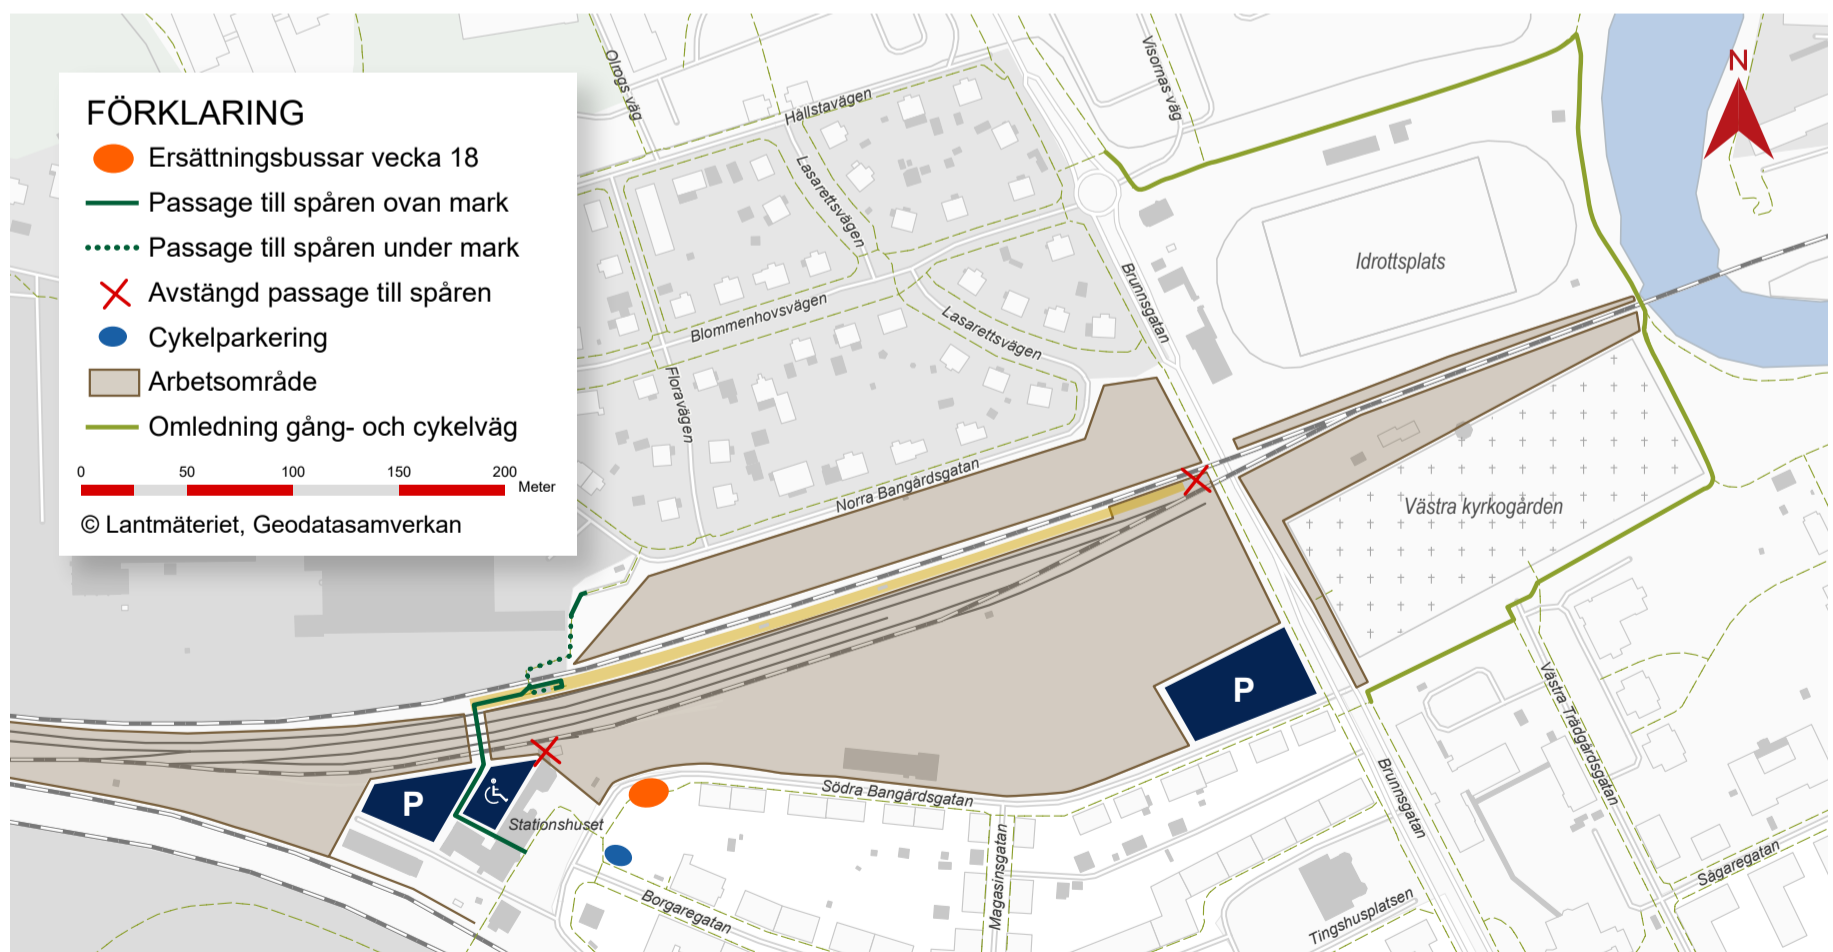 FÖRKLARING
Ersättningsbussar vecka 18
Passage till spåren ovan mark
Passage till spåren under mark
Avstängd passage till spåren
Cykelparkering
Arbetsområde
Omledning gång- och cykelväg
0 50 100 150 200
Meter
© Lantmäteriet, Geodatasamverkan
Olrogs väg
Hållstavägen
Visornas väg
N
Lasarettsvägen
Idrottsplats
Brunnsgatan
Blommenhovsvägen
Lasarettsvägen
Floravägen
Norra Bangårdsgatan
Västra kyrkogården
P
P
Stationshuset
Södra Bangårdsgatan
Västra Trädgårdsgatan
Brunnsgatan
Magasinsgatan
Borgaregatan
Tingshusplatsen
Sågaregatan